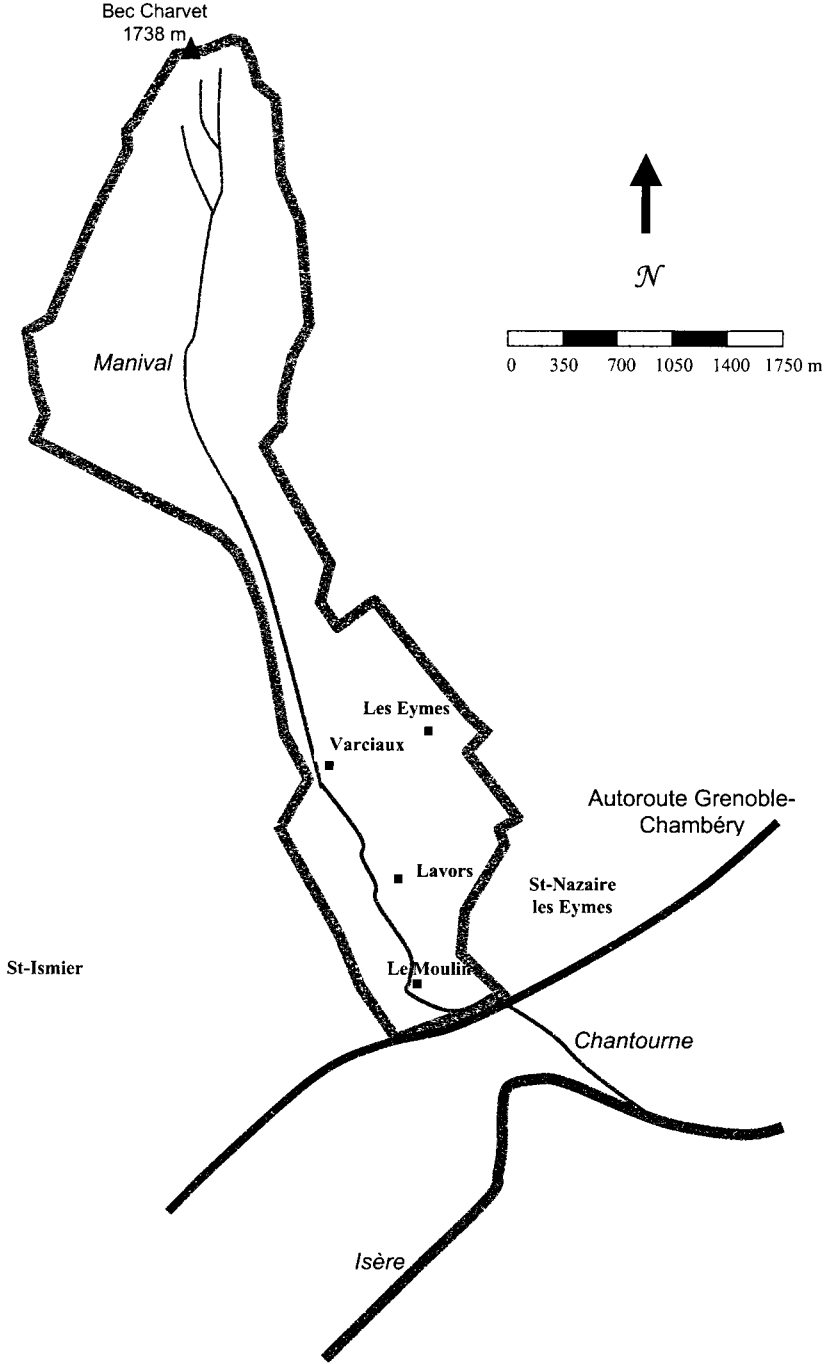 Bec Charvet
1738 m
N
0 350 700 1050 1400 1750 m
Manival
Les Eymes
Varciaux
Autoroute Grenoble-
Chambéry
Lavors
St-Nazaire
les Eymes
St-Ismier
Le Moulin
Chantourne
Isère